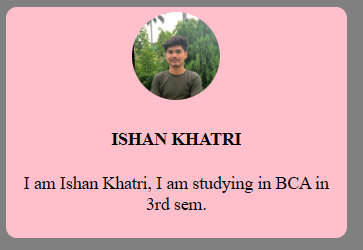 ISHAN KHATRI
I am Ishan Khatri, I am studying in BCA in
3rd sem.